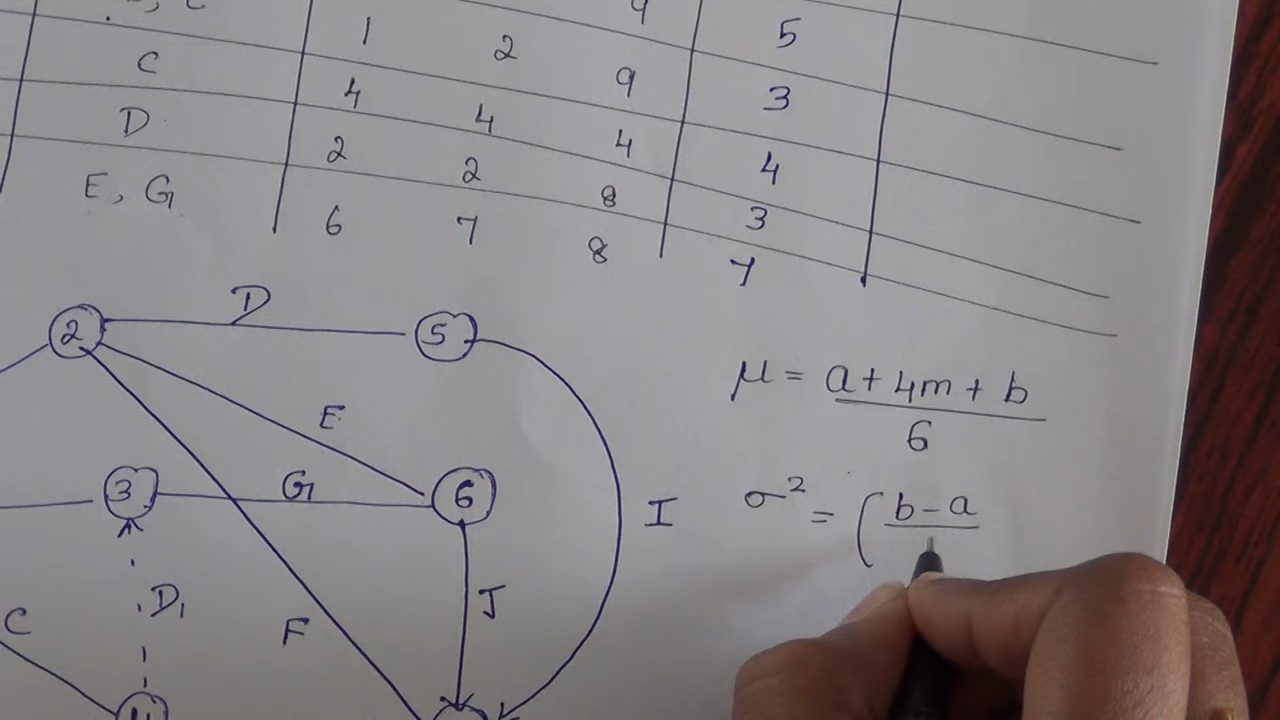 9 5
C 1 2 9 3
D 4 4 4 4
E, G 2 2 8 3
6 7 8 7
2 D 5
E
μ = a + 4m + b
6
3 G 6 I
σ² = ( b - a
C D₁ F J
4